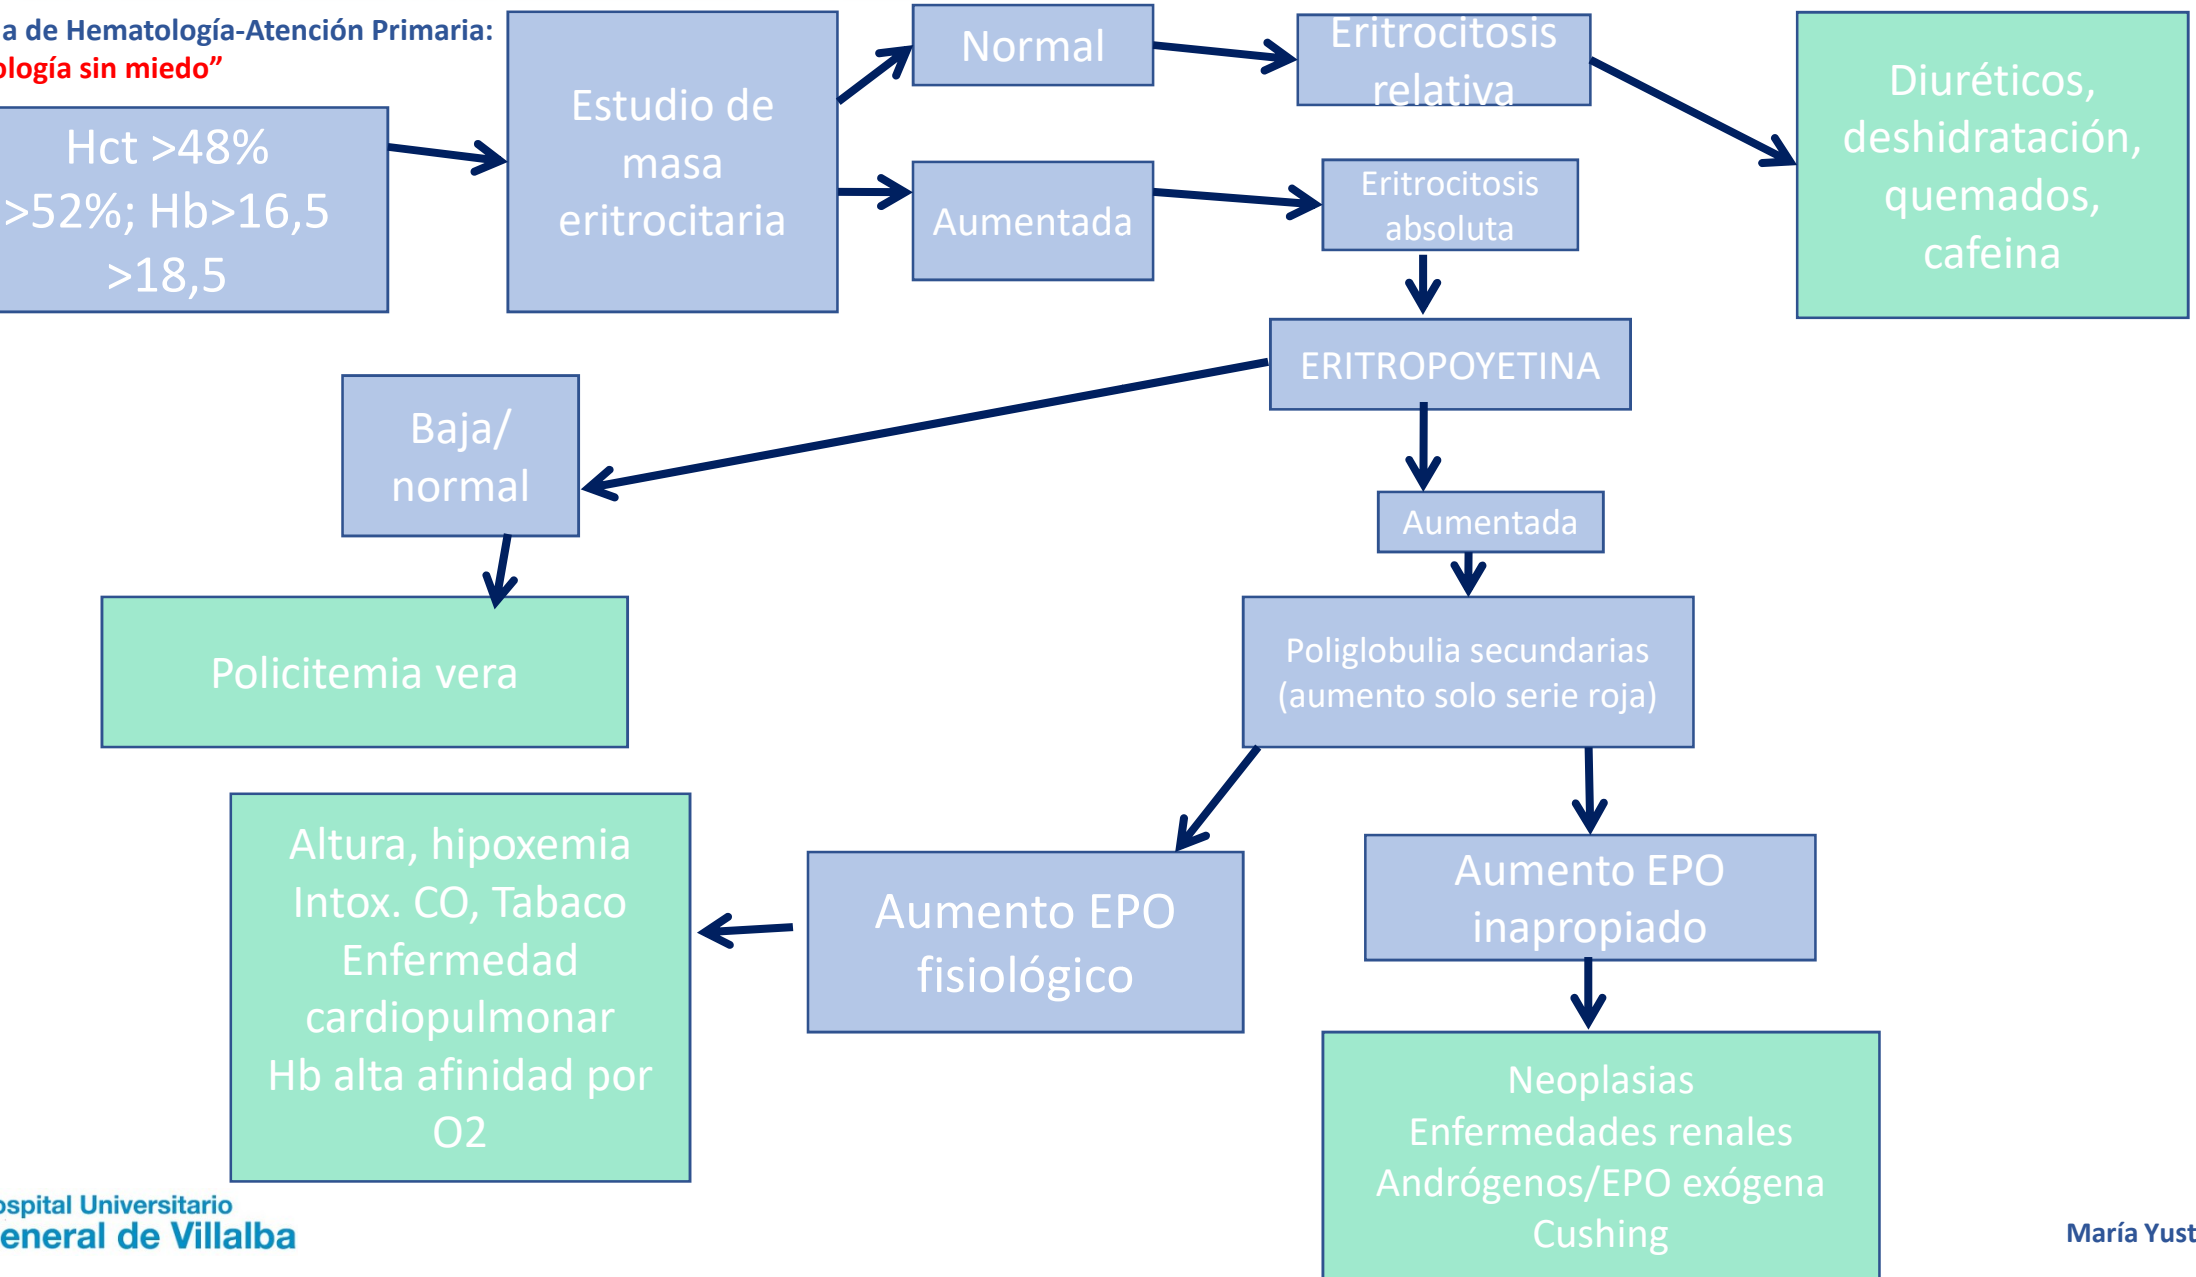 a de Hematología-Atención Primaria:
ología sin miedo”
Hct >48%
>52%; Hb>16,5
>18,5
Estudio de
masa
eritrocitaria
Normal
Eritrocitosis
relativa
Diuréticos,
deshidratación,
quemados,
cafeina
Aumentada
Eritrocitosis
absoluta
ERITROPOYETINA
Baja/
normal
Aumentada
Policitemia vera
Poliglobulia secundarias
(aumento solo serie roja)
Altura, hipoxemia
Intox. CO, Tabaco
Enfermedad
cardiopulmonar
Hb alta afinidad por
O2
Aumento EPO
fisiológico
Aumento EPO
inapropiado
Neoplasias
Enfermedades renales
Andrógenos/EPO exógena
Cushing
ospital Universitario
eneral de Villalba
María Yust